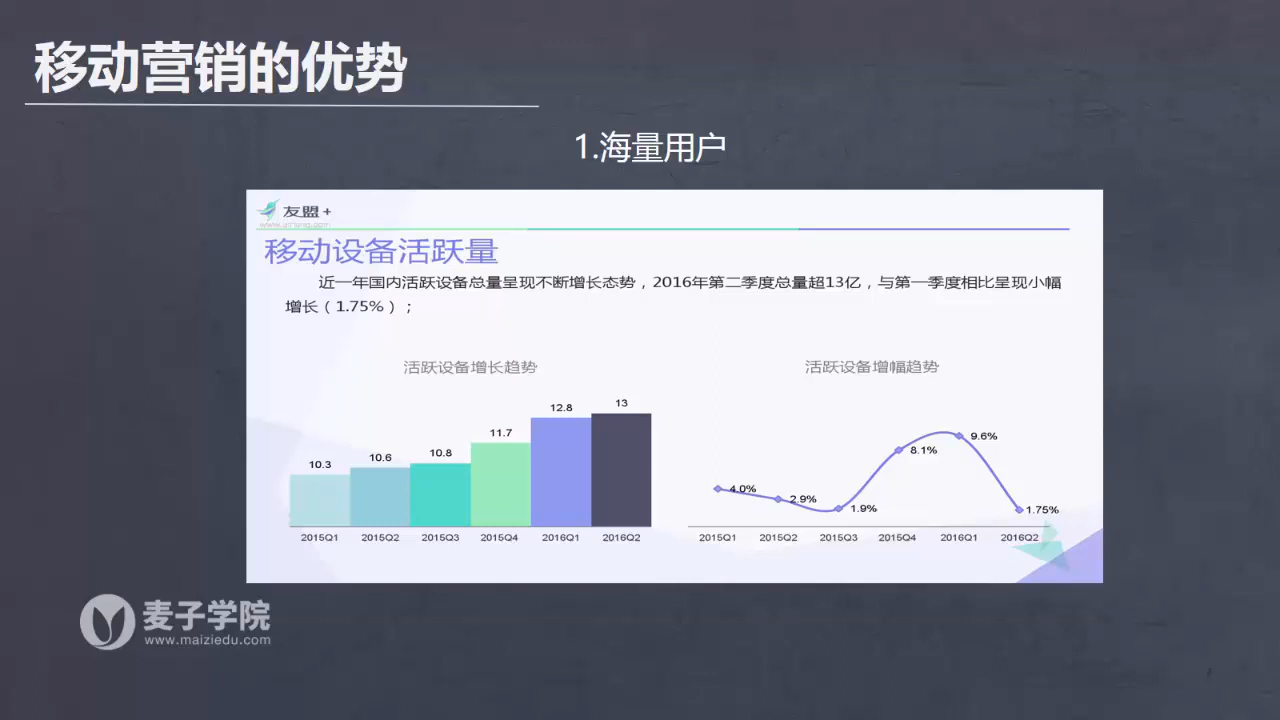 移动营销的优势
1.海量用户
友盟+
移动设备活跃量
近一年国内活跃设备总量呈现不断增长态势，2016年第二季度总量超13亿，与第一季度相比呈现小幅
增长（1.75%）；
活跃设备增长趋势
10.3
10.6
10.8
11.7
12.8
13
2015Q1 2015Q2 2015Q3 2015Q4 2016Q1 2016Q2
活跃设备增幅趋势
4.0%
2.9%
1.9%
8.1%
9.6%
1.75%
2015Q1 2015Q2 2015Q3 2015Q4 2016Q1 2016Q2
麦子学院
www.maiziedu.com